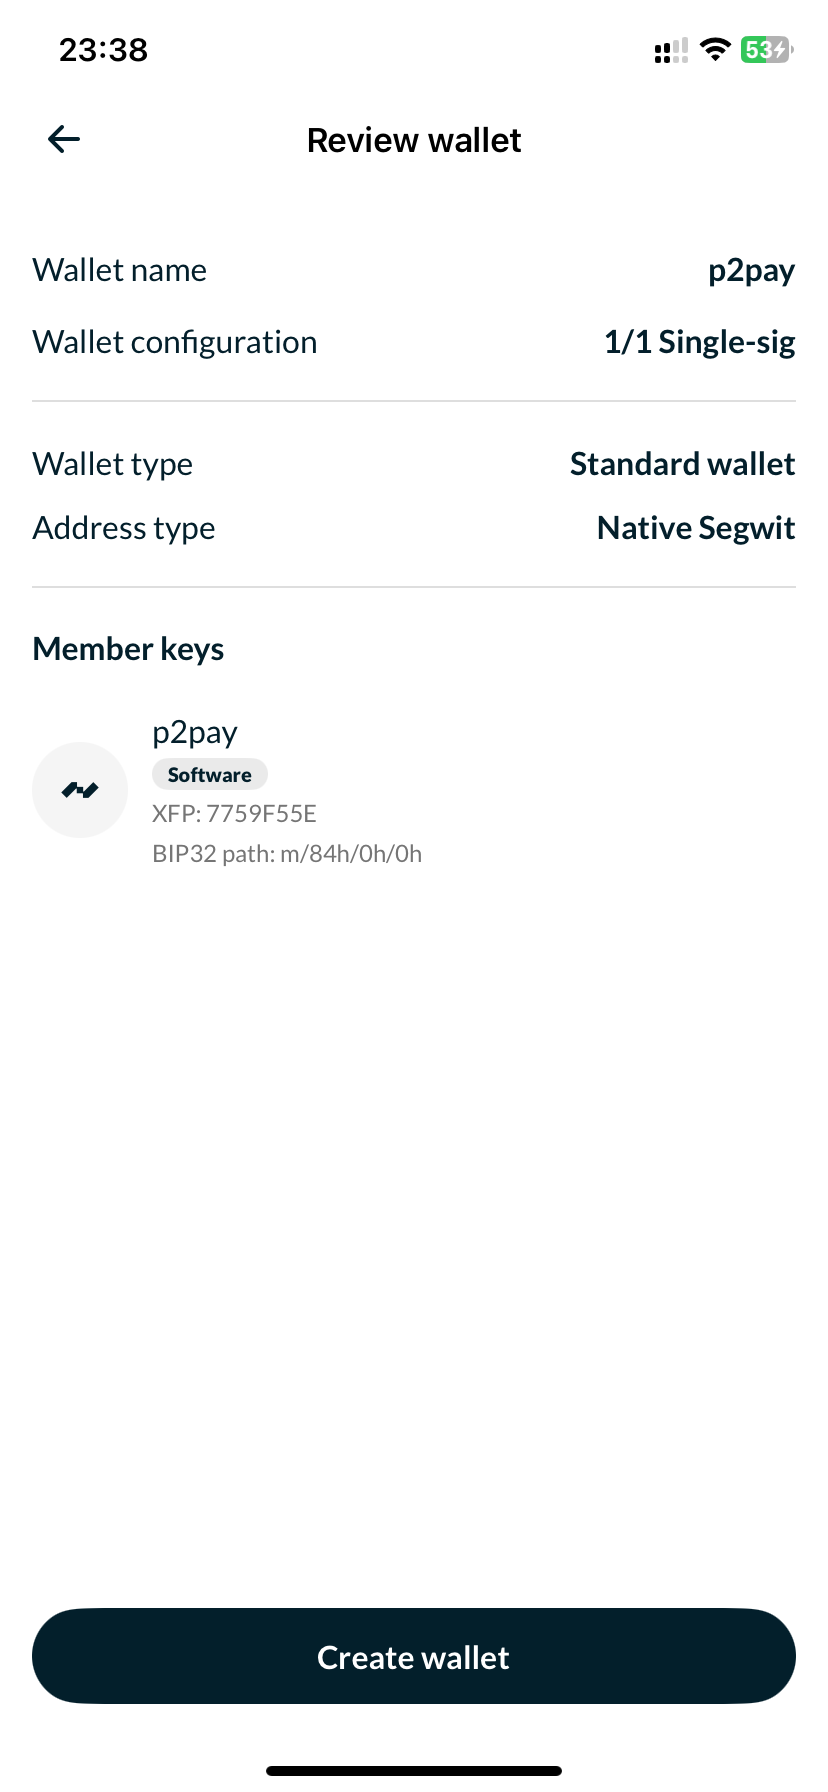 23:38
53
Review wallet
Wallet name p2pay
Wallet configuration 1/1 Single-sig
Wallet type Standard wallet
Address type Native Segwit
Member keys
p2pay
Software
XFP: 7759F55E
BIP32 path: m/84h/0h/0h
Create wallet